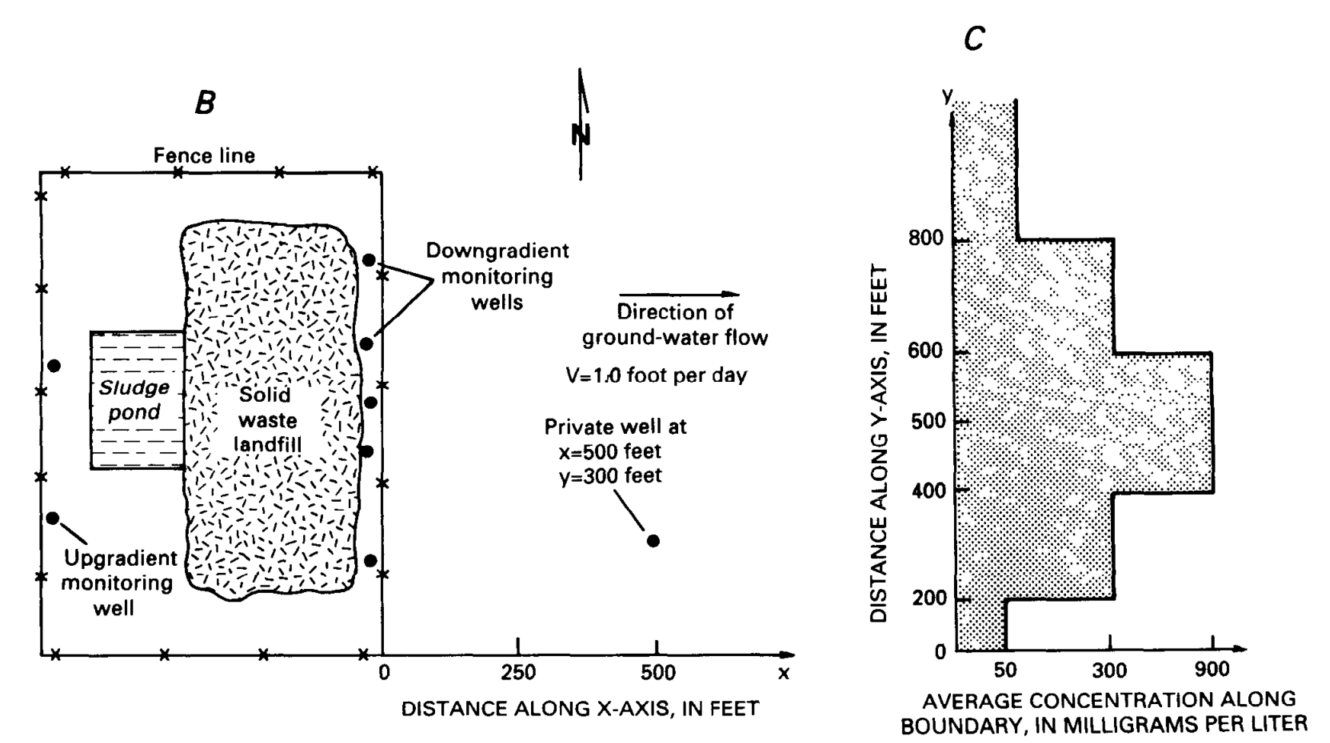 B
Fence line
N
Downgradient
monitoring
wells
Direction of
ground-water flow
V=1.0 foot per day
Sludge
pond
Solid
waste
landfill
Private well at
x=500 feet
y=300 feet
Upgradient
monitoring
well
0
250
500
x
DISTANCE ALONG X-AXIS, IN FEET
C
y
800
600
500
400
200
0
DISTANCE ALONG Y-AXIS, IN FEET
50
300
900
AVERAGE CONCENTRATION ALONG
BOUNDARY, IN MILLIGRAMS PER LITER